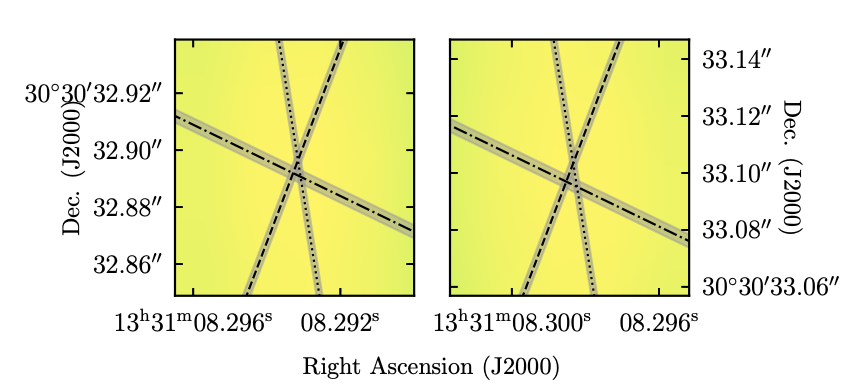 30°30′32.92″
32.90″
32.88″
32.86″
Dec. (J2000)
13ʰ31ᵐ08.296ˢ 08.292ˢ
33.14″
33.12″
33.10″
33.08″
30°30′33.06″
Dec. (J2000)
13ʰ31ᵐ08.300ˢ 08.296ˢ
Right Ascension (J2000)